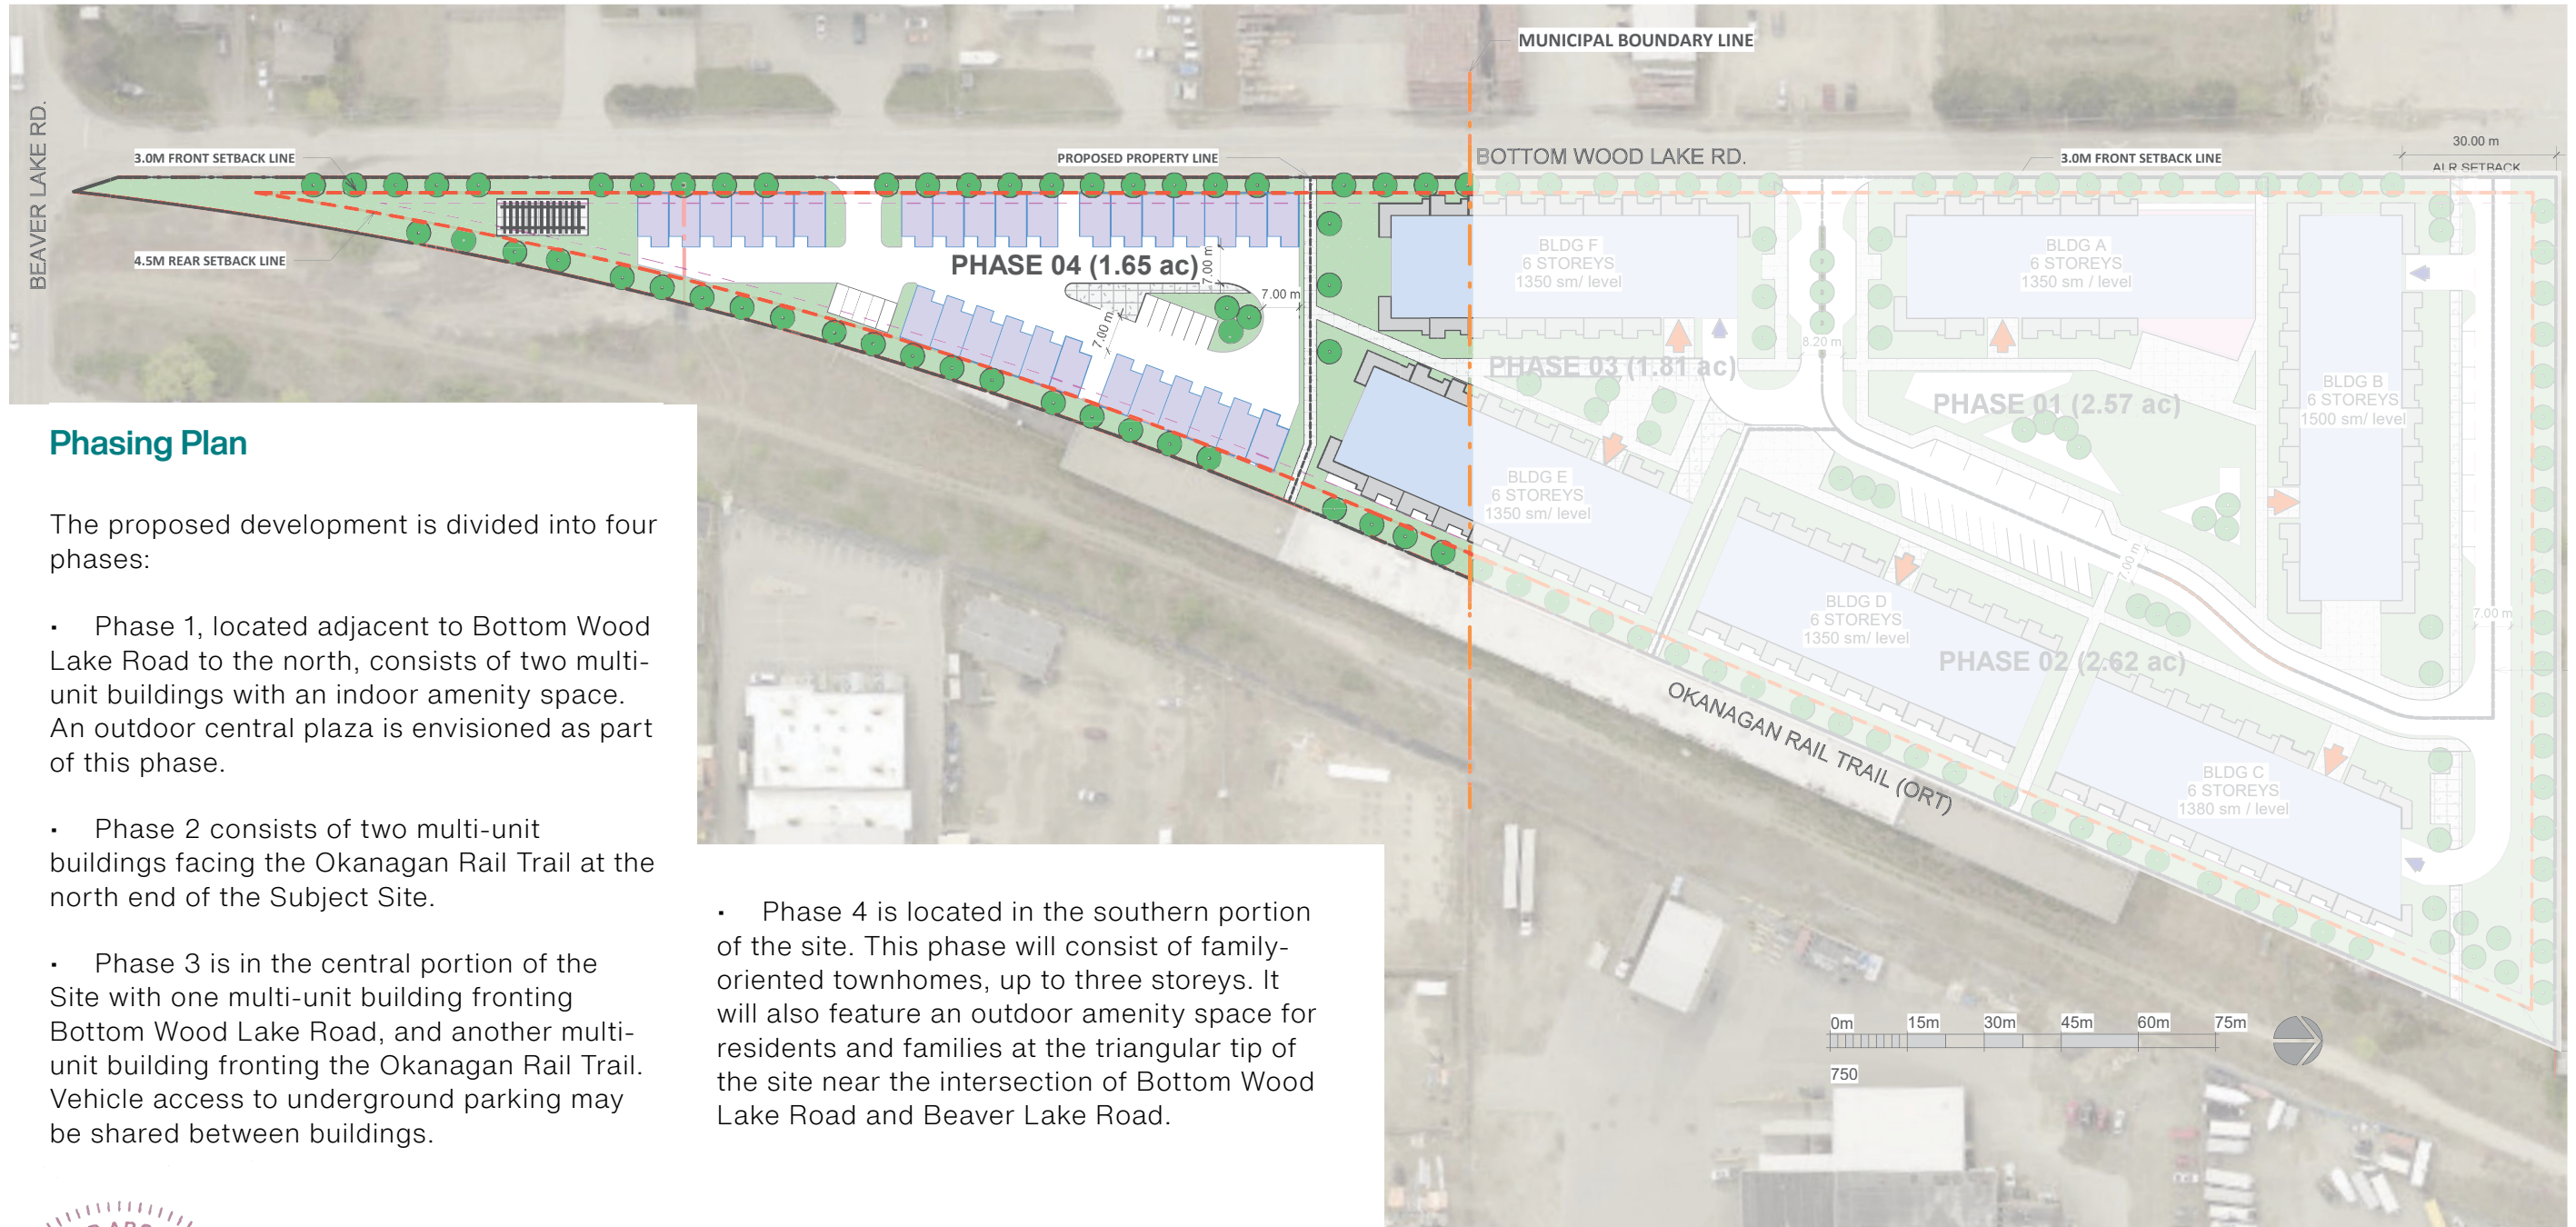 MUNICIPAL BOUNDARY LINE
BEAVER LAKE RD.
3.0M FRONT SETBACK LINE
PROPOSED PROPERTY LINE
BOTTOM WOOD LAKE RD.
3.0M FRONT SETBACK LINE
30.00 m
ALR SETBACK
4.5M REAR SETBACK LINE
PHASE 04 (1.65 ac)
7.00 m
7.00 m
7.00 m
BLDG F
6 STOREYS
1350 sm/ level
BLDG A
6 STOREYS
1350 sm/ level
8.20 m
PHASE 03 (1.81 ac)
PHASE 01 (2.57 ac)
BLDG B
6 STOREYS
1500 sm/ level
BLDG E
6 STOREYS
1350 sm/ level
7.00 m
7.00 m
BLDG D
6 STOREYS
1350 sm/ level
PHASE 02 (2.62 ac)
OKANAGAN RAIL TRAIL (ORT)
BLDG C
6 STOREYS
1380 sm / level
Phasing Plan
The proposed development is divided into four
phases:
• Phase 1, located adjacent to Bottom Wood
Lake Road to the north, consists of two multi-
unit buildings with an indoor amenity space.
An outdoor central plaza is envisioned as part
of this phase.
• Phase 2 consists of two multi-unit
buildings facing the Okanagan Rail Trail at the
north end of the Subject Site.
• Phase 3 is in the central portion of the
Site with one multi-unit building fronting
Bottom Wood Lake Road, and another multi-
unit building fronting the Okanagan Rail Trail.
Vehicle access to underground parking may
be shared between buildings.
• Phase 4 is located in the southern portion
of the site. This phase will consist of family-
oriented townhomes, up to three storeys. It
will also feature an outdoor amenity space for
residents and families at the triangular tip of
the site near the intersection of Bottom Wood
Lake Road and Beaver Lake Road.
0m 15m 30m 45m 60m 75m
750